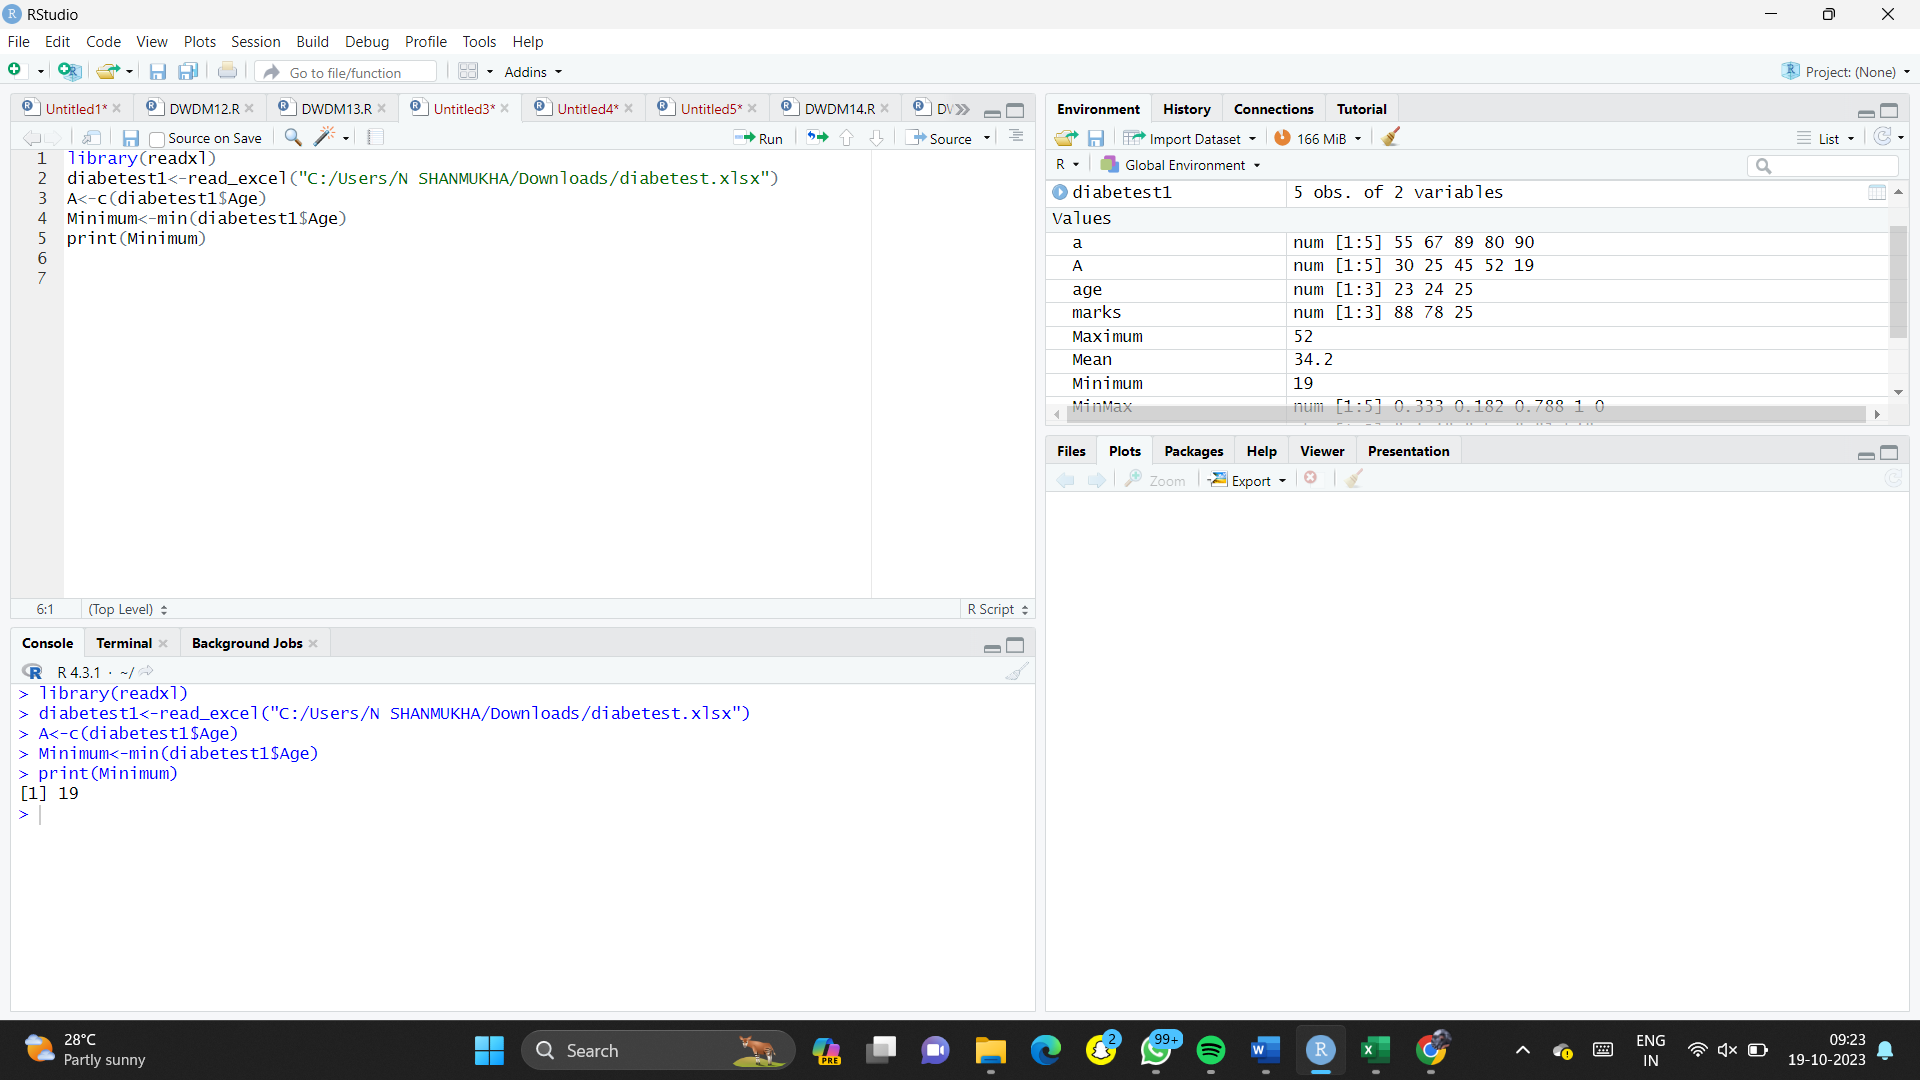 RStudio
File Edit Code View Plots Session Build Debug Profile Tools Help
Go to file/function Addins Project: (None)
Untitled1* DWDM12.R DWDM13.R Untitled3* Untitled4* Untitled5* DWDM14.R
Source on Save Run Source
1 library(readxl)
2 diabetest1<-read_excel("C:/Users/N SHANMUKHA/Downloads/diabetest.xlsx")
3 A<-c(diabetest1$Age)
4 Minimum<-min(diabetest1$Age)
5 print(Minimum)
6
7
6:1 (Top Level) R Script
Console Terminal Background Jobs
R 4.3.1 · ~/
> library(readxl)
> diabetest1<-read_excel("C:/Users/N SHANMUKHA/Downloads/diabetest.xlsx")
> A<-c(diabetest1$Age)
> Minimum<-min(diabetest1$Age)
> print(Minimum)
[1] 19
>
Environment History Connections Tutorial
Import Dataset 166 MiB List
R Global Environment
diabetest1 5 obs. of 2 variables
Values
a num [1:5] 55 67 89 80 90
A num [1:5] 30 25 45 52 19
age num [1:3] 23 24 25
marks num [1:3] 88 78 25
Maximum 52
Mean 34.2
Minimum 19
MinMax num [1:5] 0.333 0.182 0.788 1 0
Files Plots Packages Help Viewer Presentation
Zoom Export
28°C
Partly sunny
Search
PRE
2
99+
ENG
IN
09:23
19-10-2023